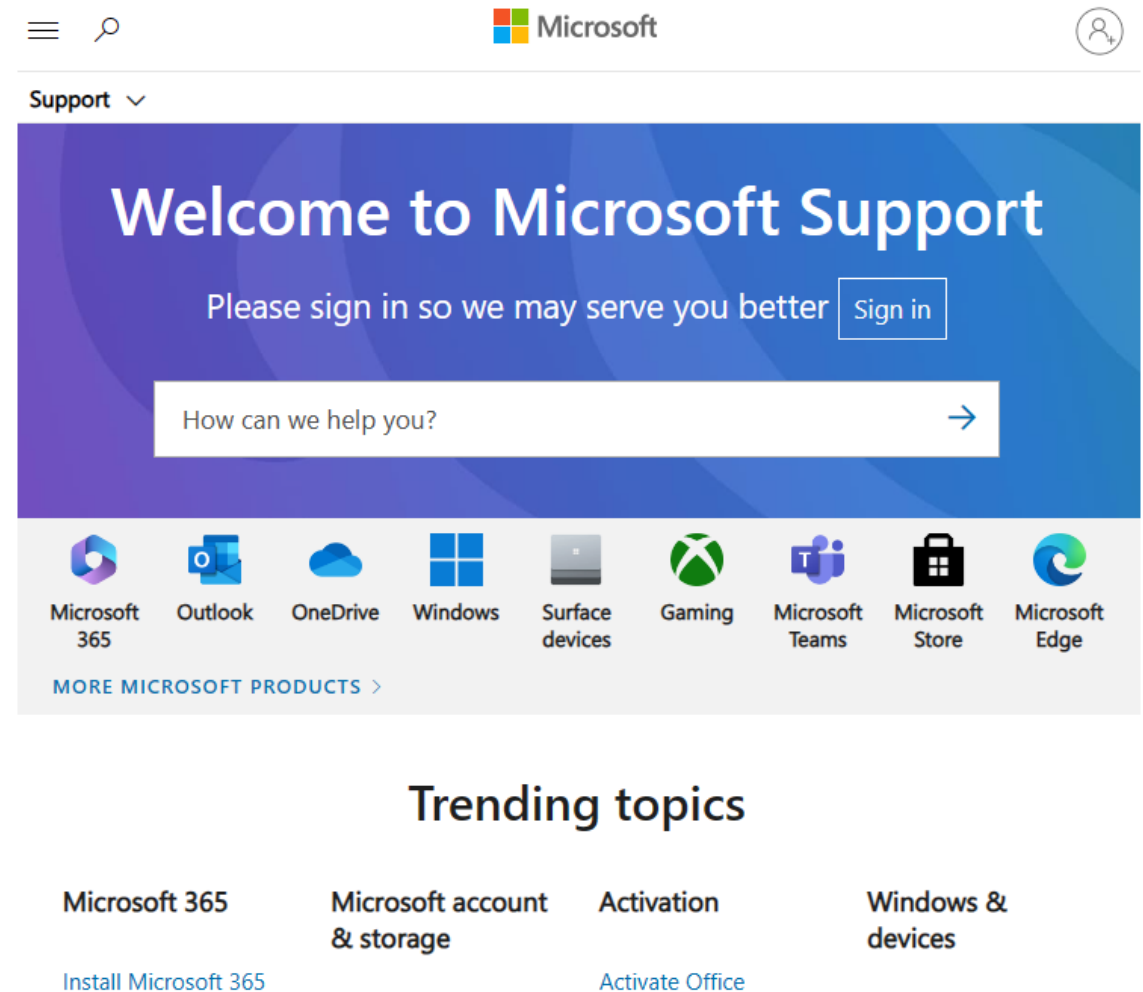 Microsoft
Support
Welcome to Microsoft Support
Please sign in so we may serve you better Sign in
How can we help you?
Microsoft 365
Outlook
OneDrive
Windows
Surface devices
Gaming
Microsoft Teams
Microsoft Store
Microsoft Edge
MORE MICROSOFT PRODUCTS
Trending topics
Microsoft 365
Install Microsoft 365
Microsoft account & storage
Activation
Activate Office
Windows & devices